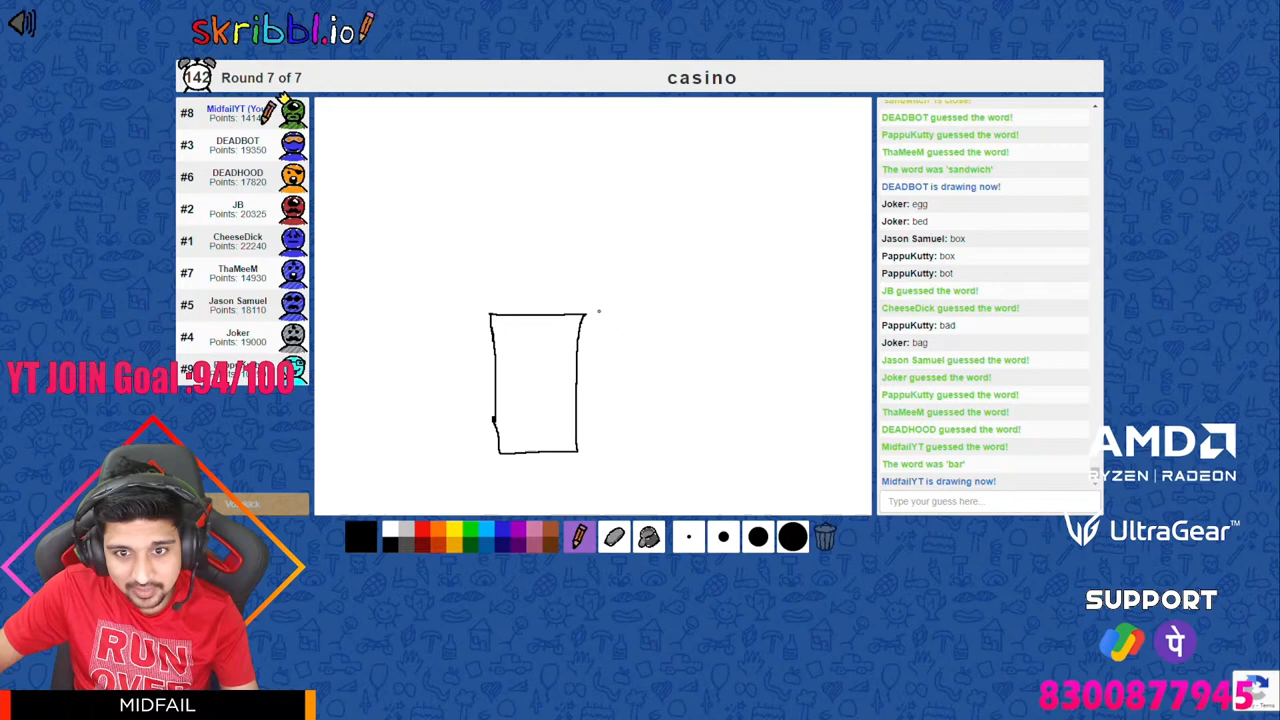 skribbl.io
142
Round 7 of 7
casino
#8
MidfailYT (You
Points: 1414
#3
DEADBOT
Points: 19350
#6
DEADHOOD
Points: 17820
#2
JB
Points: 20325
#1
CheeseDick
Points: 22240
#7
ThaMeeM
Points: 14930
#5
Jason Samuel
Points: 18110
#4
Joker
Points: 19000
YT JOIN Goal :94/100
DEADBOT guessed the word!
PappuKutty guessed the word!
ThaMeeM guessed the word!
The word was 'sandwich'
DEADBOT is drawing now!
Joker: egg
Joker: bed
Jason Samuel: box
PappuKutty: box
PappuKutty: bot
JB guessed the word!
CheeseDick guessed the word!
PappuKutty: bad
Joker: bag
Jason Samuel guessed the word!
Joker guessed the word!
PappuKutty guessed the word!
ThaMeeM guessed the word!
DEADHOOD guessed the word!
MidfailYT guessed the word!
The word was 'bar'
MidfailYT is drawing now!
Type your guess here...
AMD
RYZEN | RADEON
UltraGear™
SUPPORT
पे
8300877945
RUN
OVER
MIDFAIL